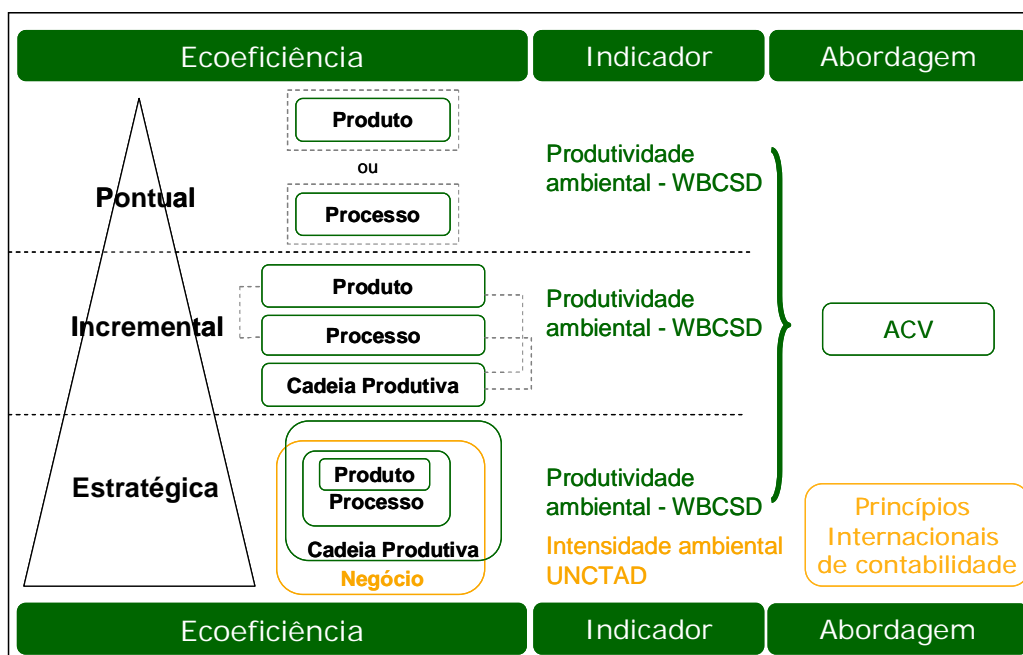 Ecoeficiência
Indicador
Abordagem
Pontual
Produto
ou
Processo
Produtividade
ambiental - WBCSD
Incremental
Produto
Processo
Cadeia Produtiva
Produtividade
ambiental - WBCSD
ACV
Estratégica
Produto
Processo
Cadeia Produtiva
Negócio
Produtividade
ambiental - WBCSD
Intensidade ambiental
UNCTAD
Princípios
Internacionais
de contabilidade
Ecoeficiência
Indicador
Abordagem